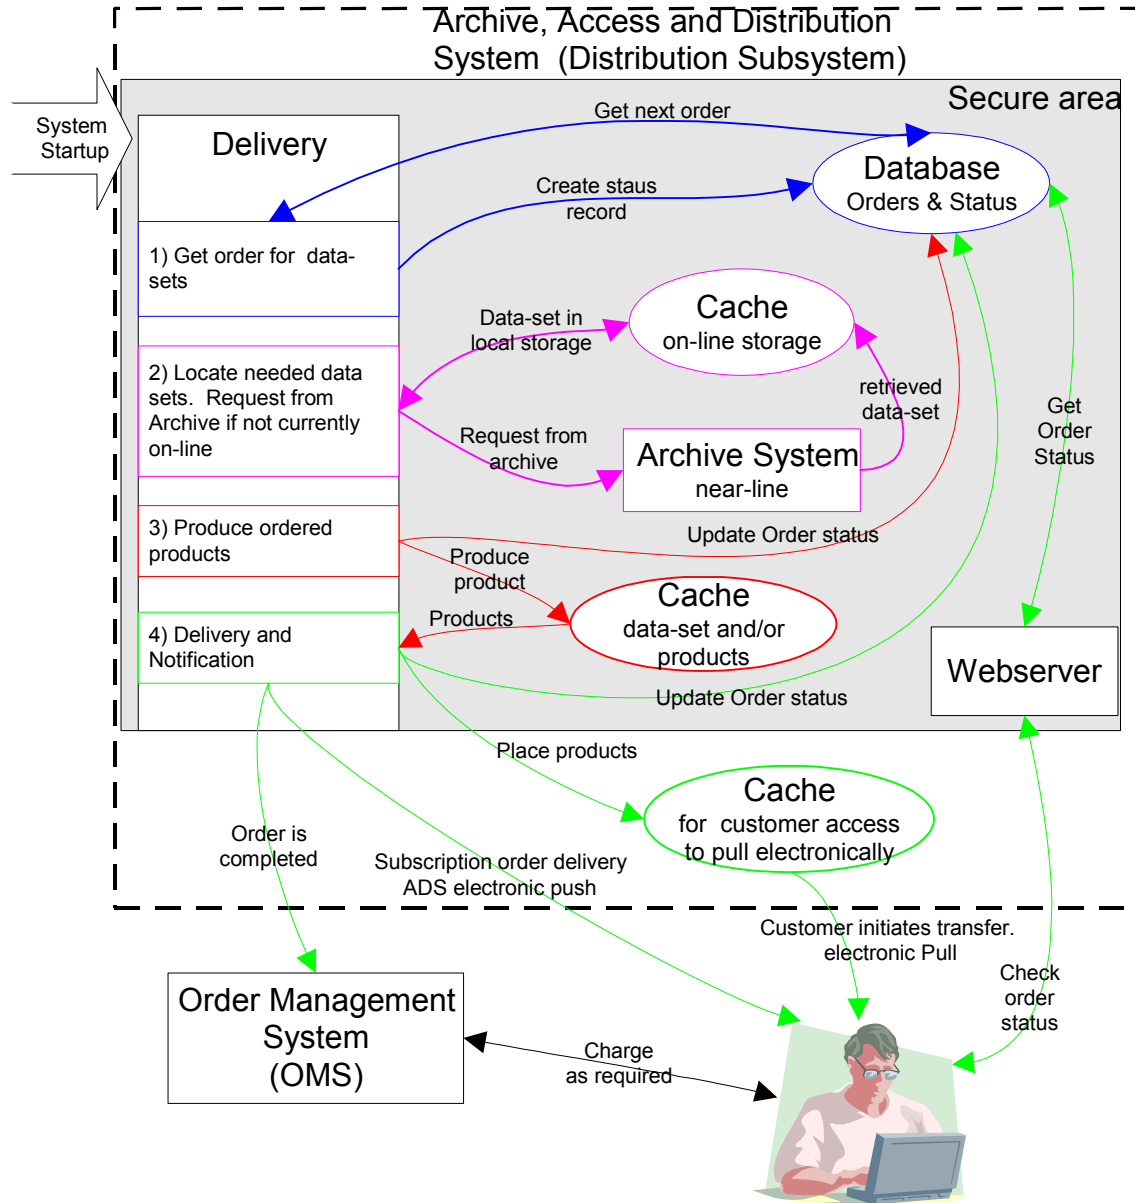 Archive, Access and Distribution
System  (Distribution Subsystem)
Secure area
System
Startup
Delivery
Get next order
Database
Orders & Status
Create staus
record
1) Get order for  data-
sets
Cache
on-line storage
Data-set in
local storage
2) Locate needed data
sets.  Request from
Archive if not currently
on-line
retrieved
data-set
Get
Order
Status
Request from
archive
Archive System
near-line
3) Produce ordered
products
Update Order status
Produce
product
Cache
data-set and/or
products
Products
4) Delivery and
Notification
Webserver
Update Order status
Place products
Cache
for  customer access
to pull electronically
Order is
completed
Subscription order delivery
ADS electronic push
Customer initiates transfer.
electronic Pull
Check
order
status
Order Management
System
(OMS)
Charge
as required